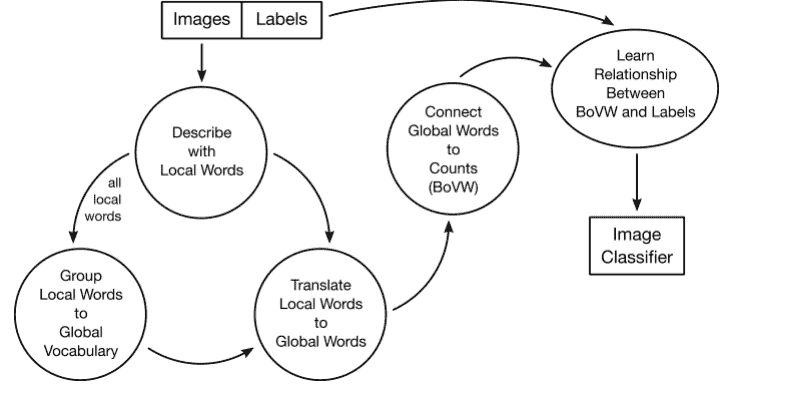 Images
Labels
Describe
with
Local Words
all
local
words
Group
Local Words
to
Global
Vocabulary
Translate
Local Words
to
Global Words
Connect
Global Words
to
Counts
(BoVW)
Learn
Relationship
Between
BoVW and Labels
Image
Classifier